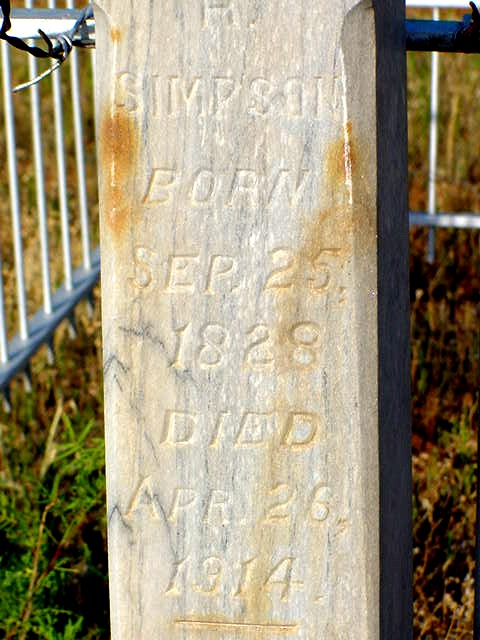 R.
SIMPSON
BORN
SEP. 25,
1828
DIED
APR. 26,
1914.